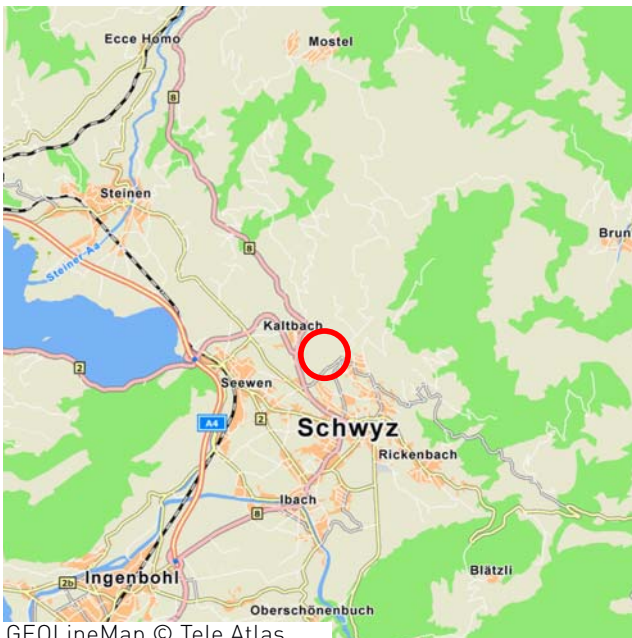 Ecce Homo
Mostel
8
Steinen
Brun
Steiner-Aa
8
Kaltbach
2
Seewen
2
A4
Schwyz
Rickenbach
Ibach
8
Blätzli
2b
Ingenbohl
Oberschönenbuch
GEOLineMap © Tele Atlas